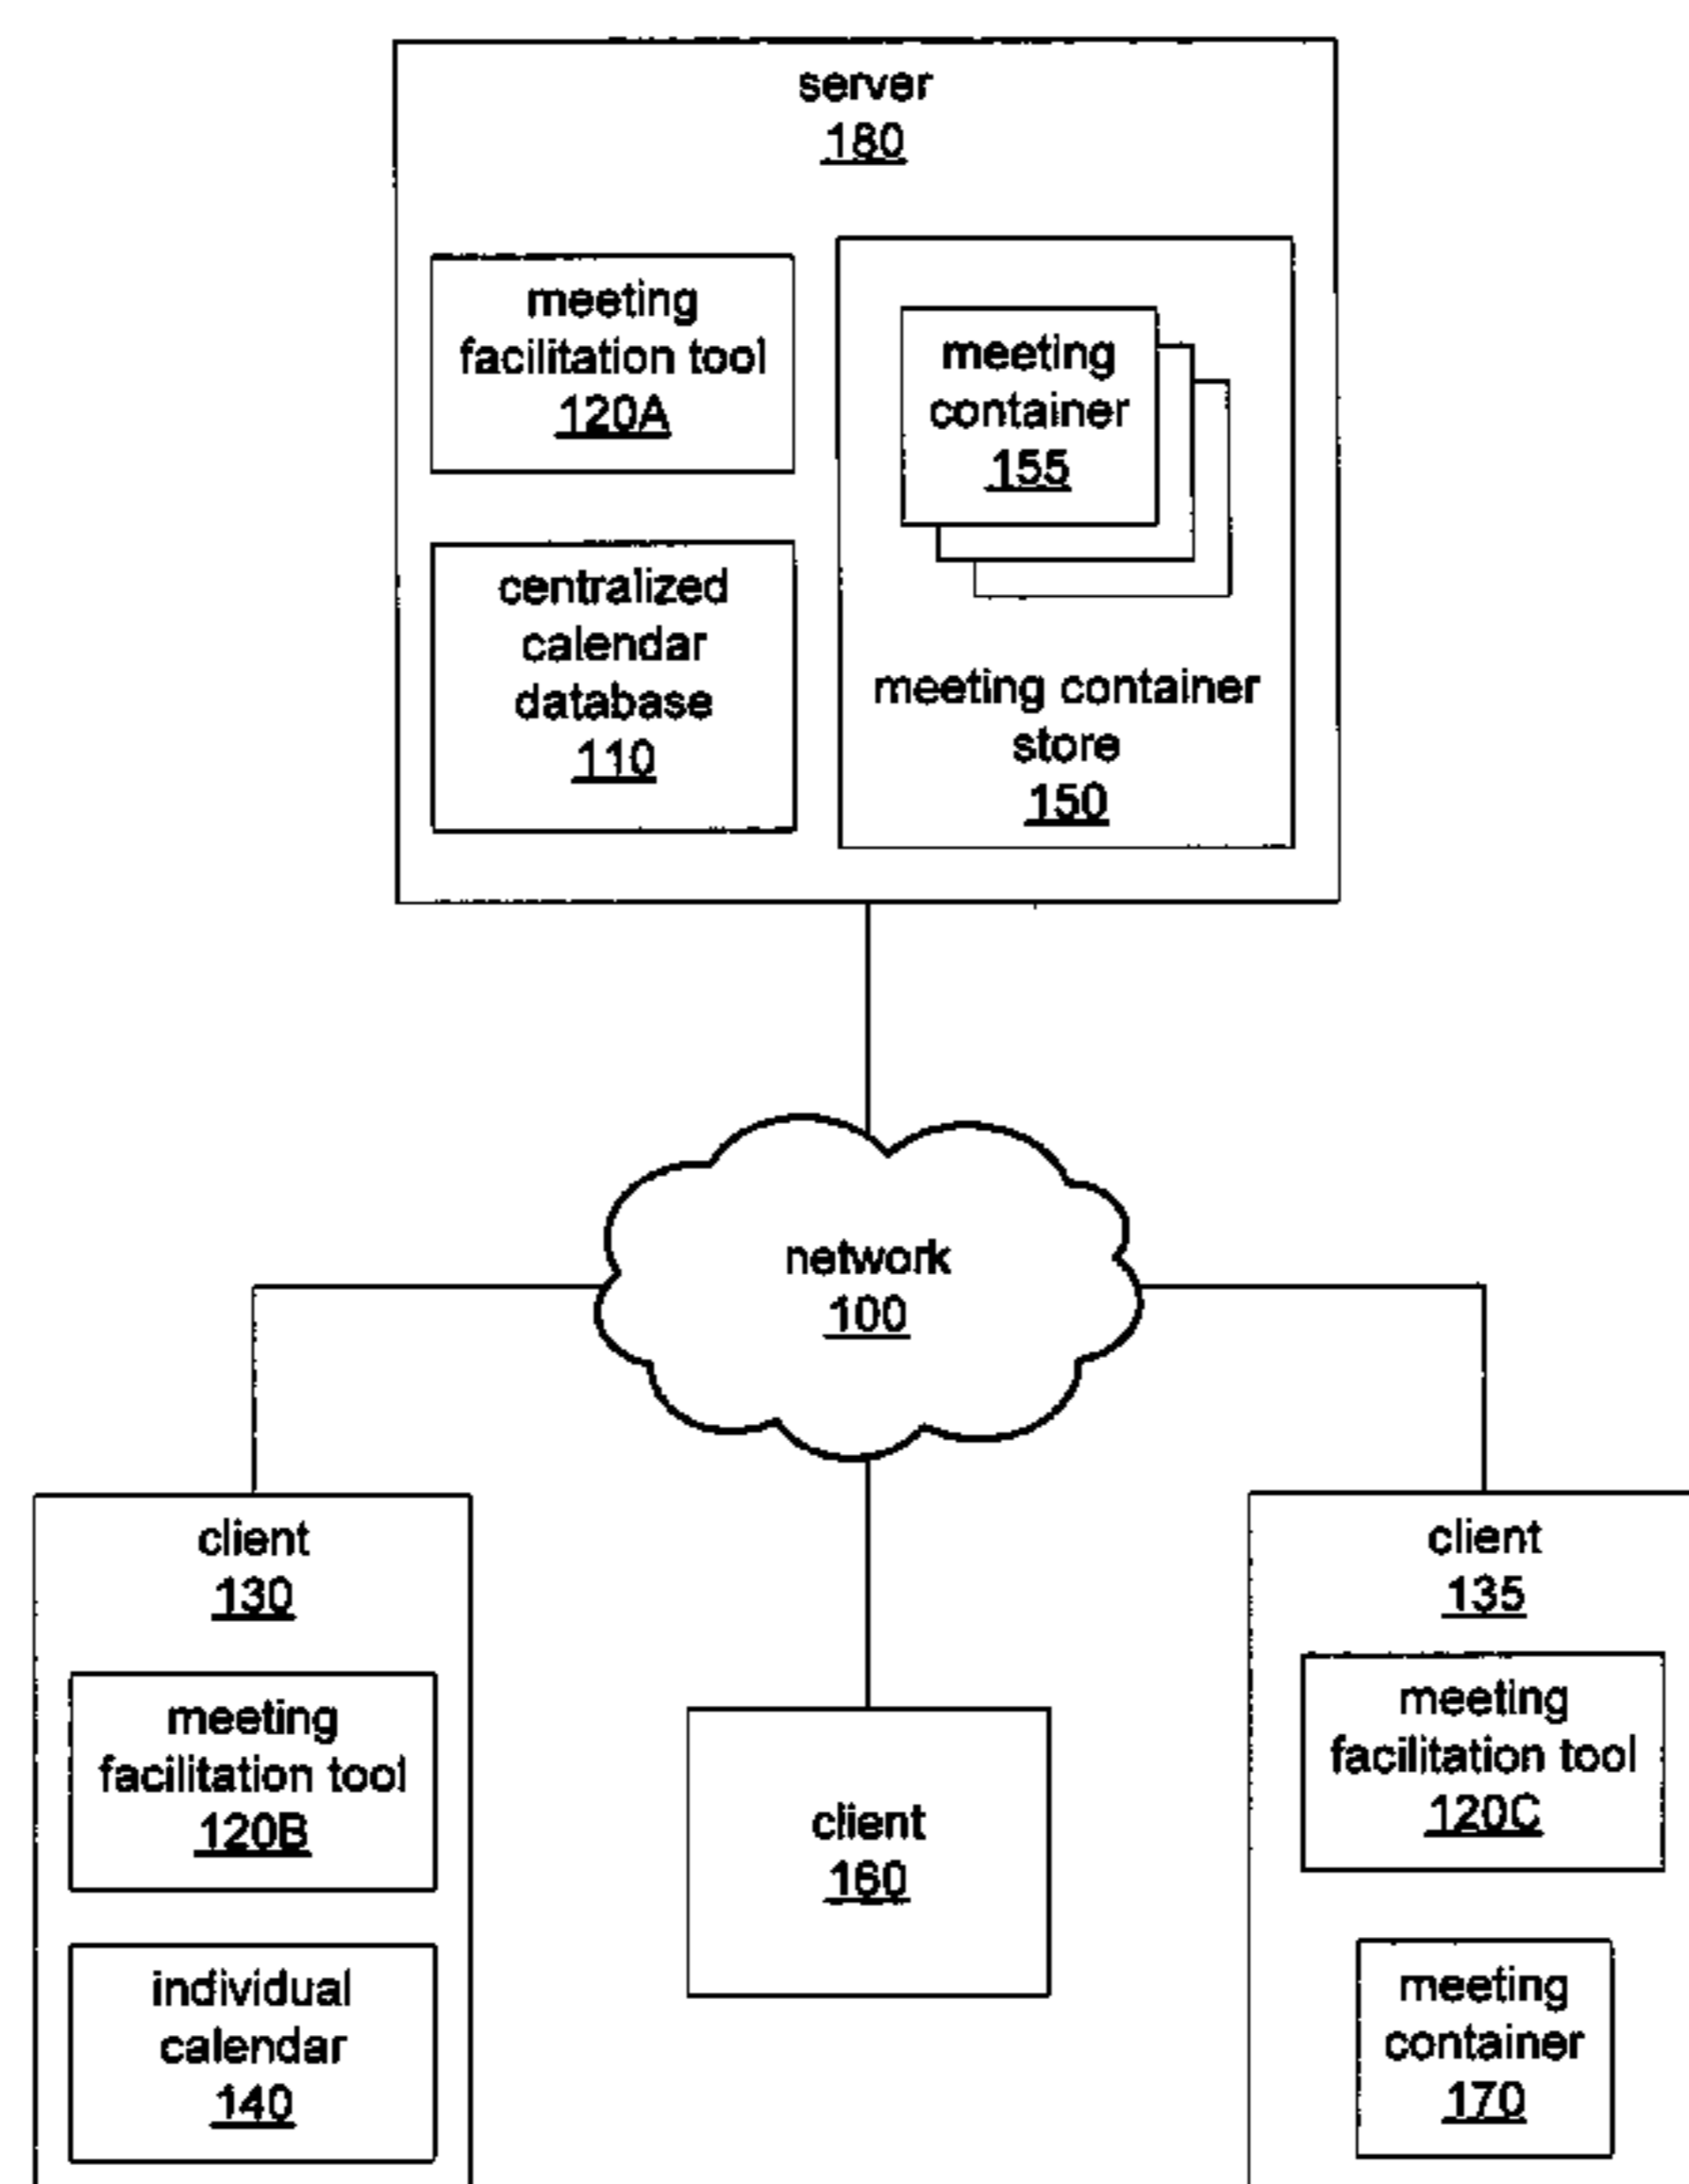 server
180
meeting
facilitation tool
120A
meeting
container
155
centralized
calendar
database
110
meeting container
store
150
network
100
client
130
meeting
facilitation tool
120B
individual
calendar
140
client
160
client
135
meeting
facilitation tool
120C
meeting
container
170